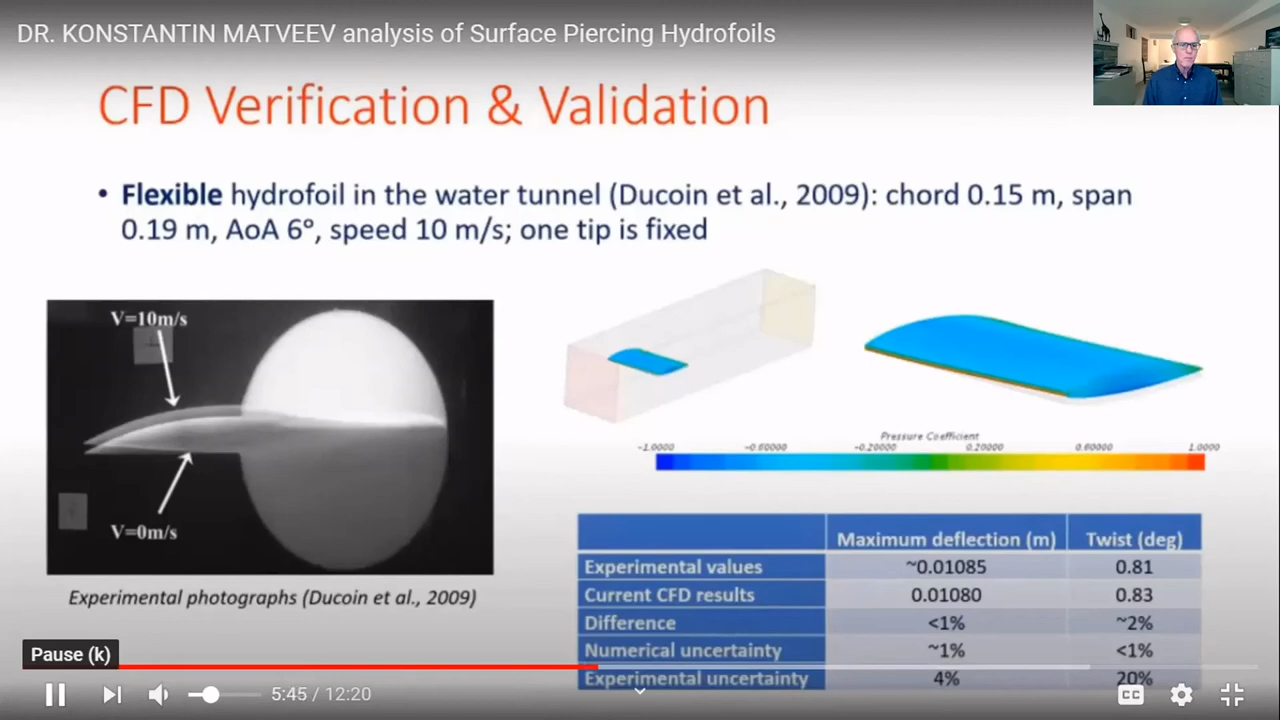 DR. KONSTANTIN MATVEEV analysis of Surface Piercing Hydrofoils
CFD Verification & Validation
• Flexible hydrofoil in the water tunnel (Ducoin et al., 2009): chord 0.15 m, span
0.19 m, AoA 6°, speed 10 m/s; one tip is fixed
V=10m/s
V=0m/s
Experimental photographs (Ducoin et al., 2009)
Pressure Coefficient
-1.0000 -0.60000 -0.20000 0.20000 0.60000 1.0000
Maximum deflection (m) Twist (deg)
Experimental values ~0.01085 0.81
Current CFD results 0.01080 0.83
Difference <1% ~2%
Numerical uncertainty ~1% <1%
Experimental uncertainty 4% 20%
Pause (k)
5:45 / 12:20
CC